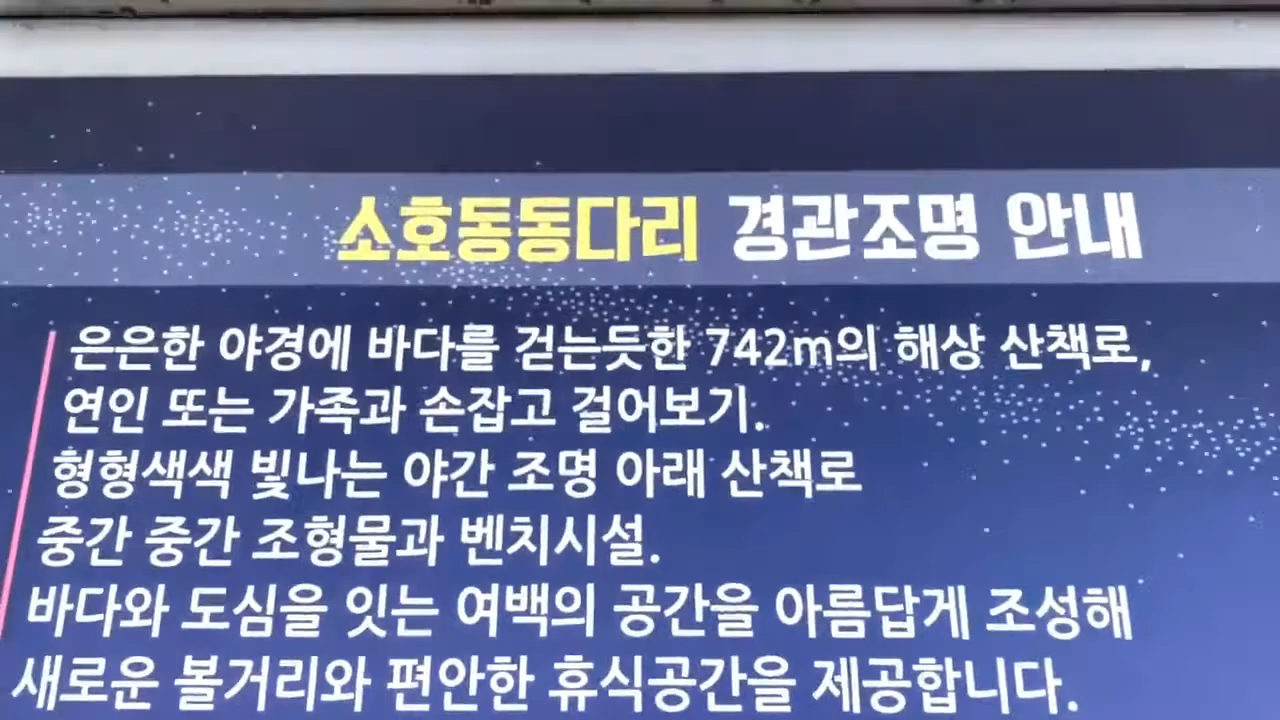 소호동동다리 경관조명 안내
은은한 야경에 바다를 걷는듯한 742m의 해상 산책로,
연인 또는 가족과 손잡고 걸어보기.
형형색색 빛나는 야간 조명 아래 산책로
중간 중간 조형물과 벤치시설.
바다와 도심을 잇는 여백의 공간을 아름답게 조성해
새로운 볼거리와 편안한 휴식공간을 제공합니다.